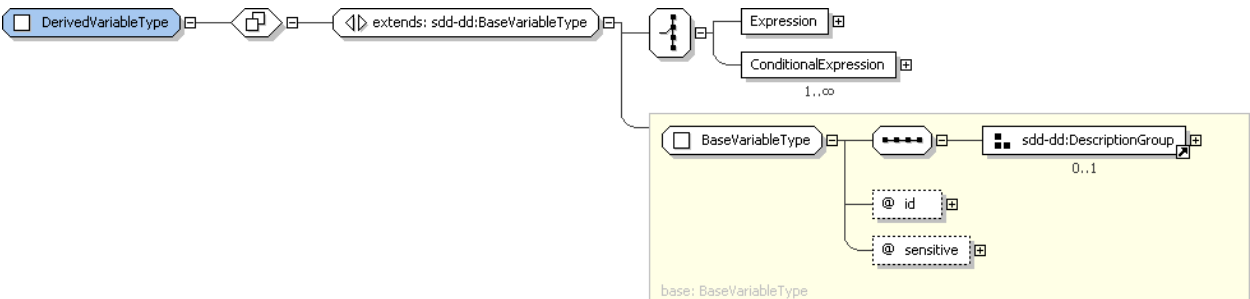 DerivedVariableType
extends: sdd-dd:BaseVariableType
Expression
ConditionalExpression
1..∞
BaseVariableType
sdd-dd:DescriptionGroup
0..1
@ id
@ sensitive
base: BaseVariableType